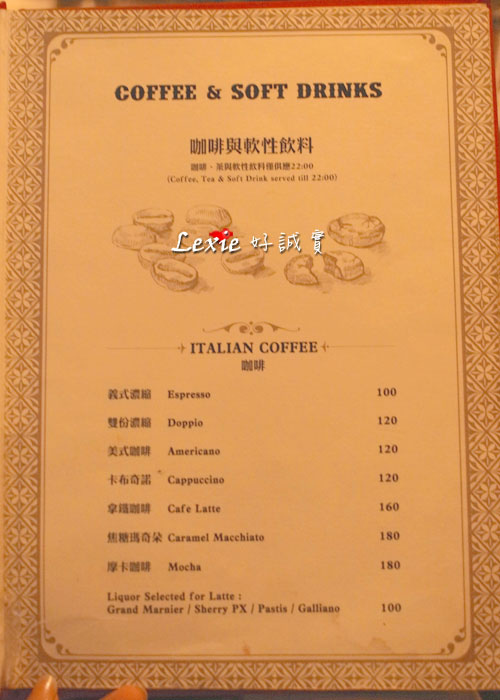 COFFEE & SOFT DRINKS
咖啡與軟性飲料
咖啡、茶與軟性飲料僅供應22:00
(Coffee, Tea & Soft Drink served till 22:00)
Lexie 好誠實
ITALIAN COFFEE
咖啡
義式濃縮 Espresso 100
雙份濃縮 Doppio 120
美式咖啡 Americano 120
卡布奇諾 Cappuccino 120
拿鐵咖啡 Cafe Latte 160
焦糖瑪奇朵 Caramel Macchiato 180
摩卡咖啡 Mocha 180
Liquor Selected for Latte :
Grand Marnier / Sherry PX / Pastis / Galliano 100